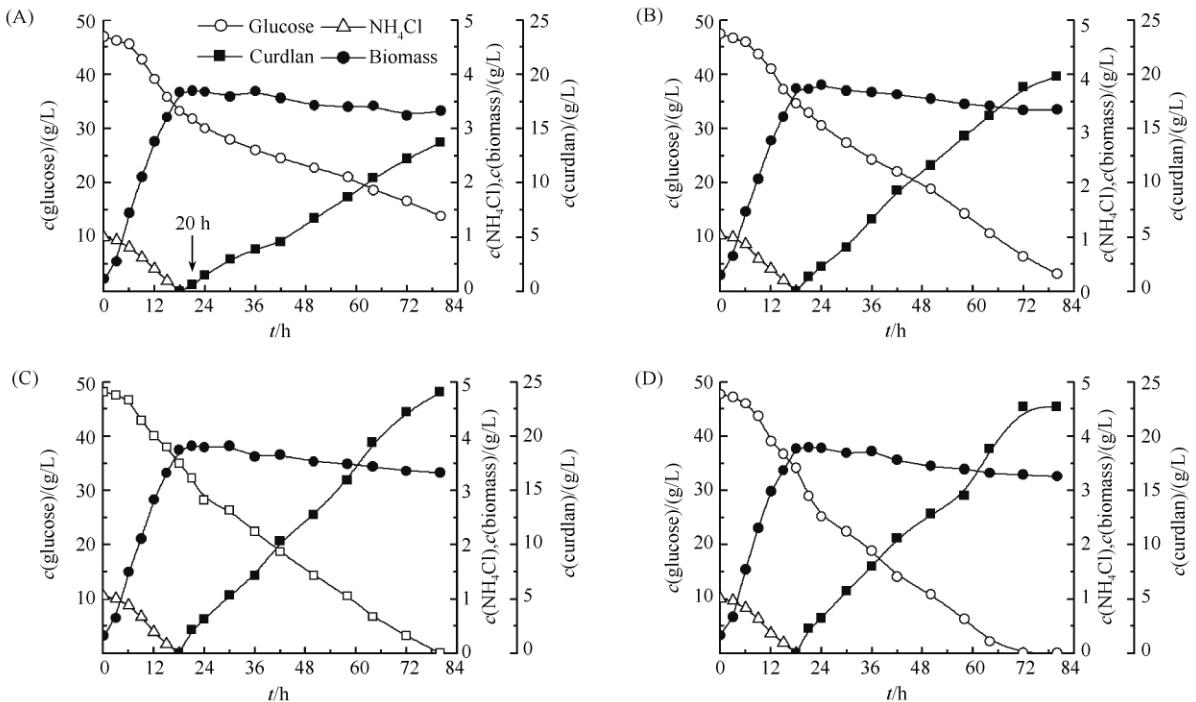 (A)
Glucose
NH₄Cl
Curdlan
Biomass
50
40
30
20
10
0
c(glucose)/(g/L)
20 h
0 12 24 36 48 60 72 84
t/h
5
4
3
2
1
0
c(NH₄Cl),c(biomass)/(g/L)
25
20
15
10
5
0
c(curdlan)/(g/L)
(B)
50
40
30
20
10
0
c(glucose)/(g/L)
0 12 24 36 48 60 72 84
t/h
5
4
3
2
1
0
c(NH₄Cl),c(biomass)/(g/L)
25
20
15
10
5
0
c(curdlan)/(g/L)
(C)
50
40
30
20
10
c(glucose)/(g/L)
0 12 24 36 48 60 72 84
t/h
5
4
3
2
1
0
c(NH₄Cl),c(biomass)/(g/L)
25
20
15
10
5
0
c(curdlan)/(g/L)
(D)
50
40
30
20
10
c(glucose)/(g/L)
0 12 24 36 48 60 72 84
t/h
5
4
3
2
1
0
c(NH₄Cl),c(biomass)/(g/L)
25
20
15
10
5
0
c(curdlan)/(g/L)